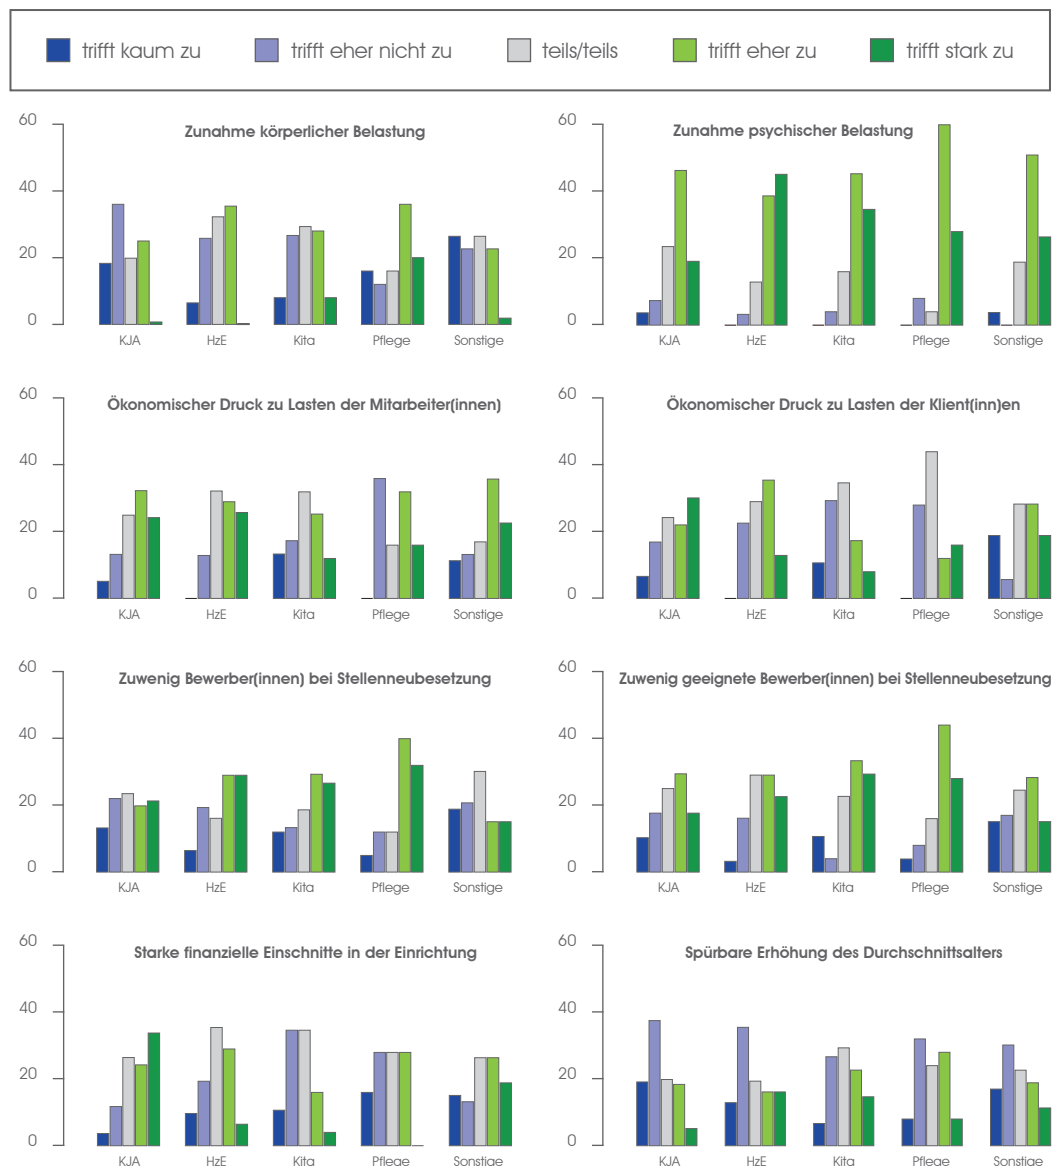 trifft kaum zu trifft eher nicht zu teils/teils trifft eher zu trifft stark zu
Zunahme körperlicher Belastung
60
40
20
0
KJA HzE Kita Pflege Sonstige
Zunahme psychischer Belastung
60
40
20
0
KJA HzE Kita Pflege Sonstige
Ökonomischer Druck zu Lasten der Mitarbeiter(innen)
60
40
20
0
KJA HzE Kita Pflege Sonstige
Ökonomischer Druck zu Lasten der Klient(inn)en
60
40
20
0
KJA HzE Kita Pflege Sonstige
Zuwenig Bewerber(innen) bei Stellenneubesetzung
60
40
20
0
KJA HzE Kita Pflege Sonstige
Zuwenig geeignete Bewerber(innen) bei Stellenneubesetzung
60
40
20
0
KJA HzE Kita Pflege Sonstige
Starke finanzielle Einschnitte in der Einrichtung
60
40
20
0
KJA HzE Kita Pflege Sonstige
Spürbare Erhöhung des Durchschnittsalters
60
40
20
0
KJA HzE Kita Pflege Sonstige